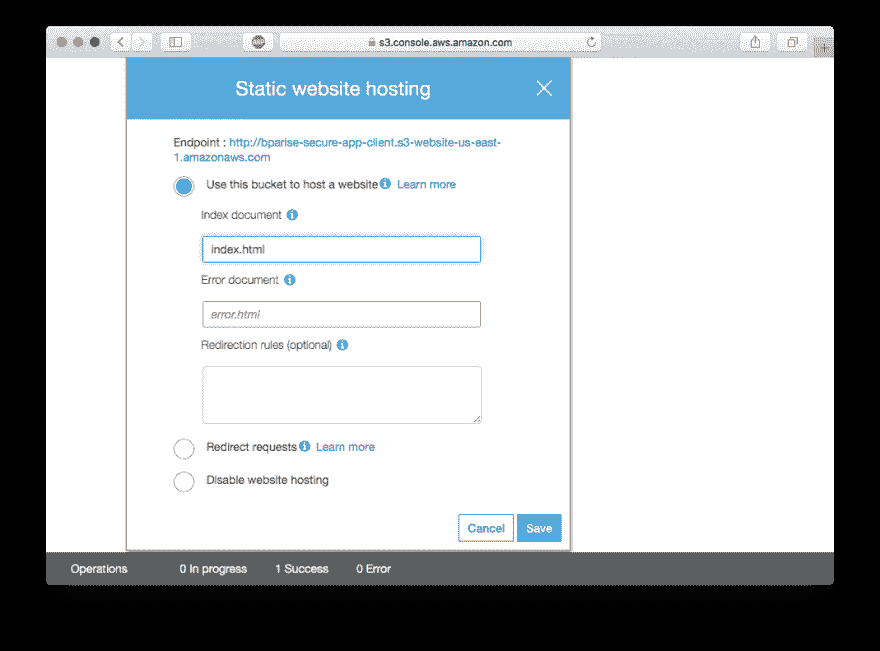 ABP
s3.console.aws.amazon.com
Static website hosting
Endpoint : http://bparise-secure-app-client.s3-website-us-east-
1.amazonaws.com
Use this bucket to host a website Learn more
Index document
index.html
Error document
error.html
Redirection rules (optional)
Redirect requests Learn more
Disable website hosting
Cancel Save
Operations 0 In progress 1 Success 0 Error